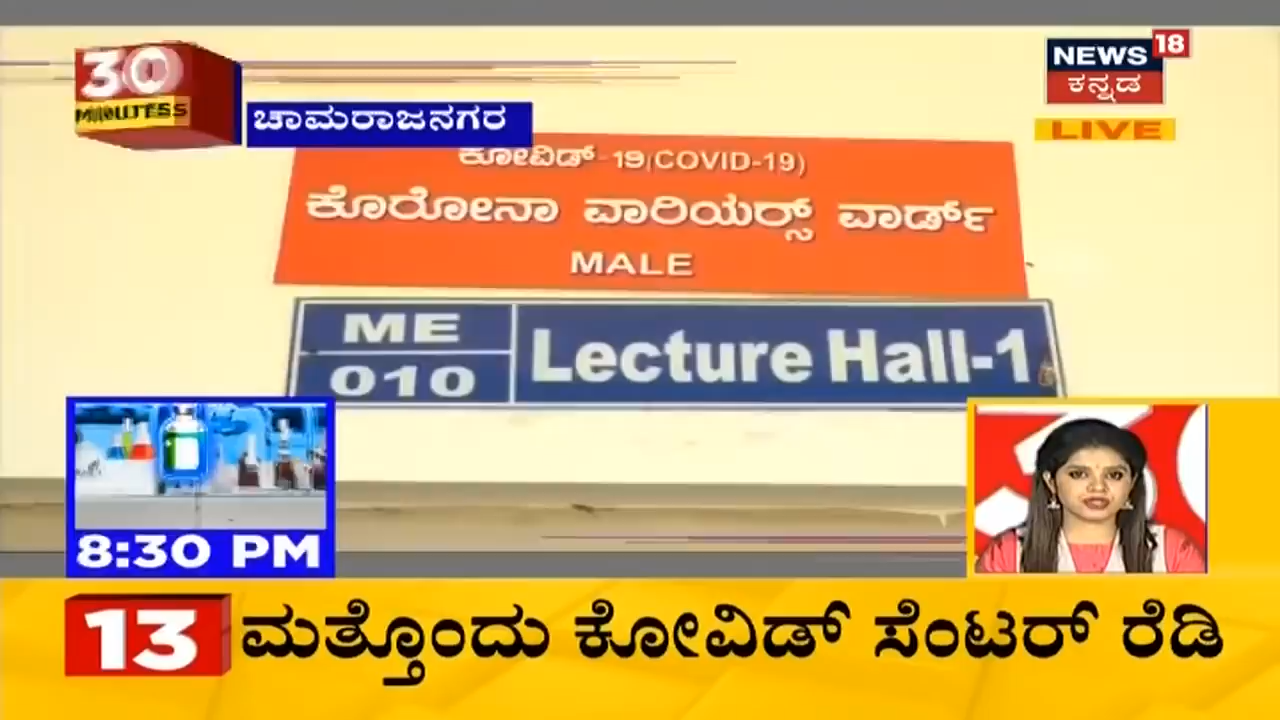 30
MINUTESS
NEWS 18
ಕನ್ನಡ
LIVE
ಚಾಮರಾಜನಗರ
ಕೋವಿಡ್-19(COVID-19)
ಕೊರೋನಾ ವಾರಿಯರ‍್ಸ್ ವಾರ್ಡ್
MALE
ME
010
Lecture Hall-1
8:30 PM
13 ಮತ್ತೊಂದು ಕೋವಿಡ್ ಸೆಂಟರ್ ರೆಡಿ